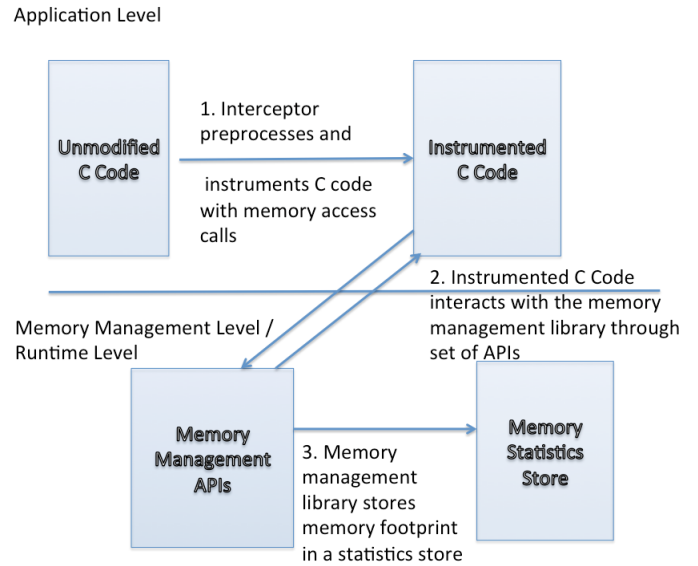 Application Level
Unmodified
C Code
1. Interceptor
preprocesses and
instruments C code
with memory access
calls
Instrumented
C Code
2. Instrumented C Code
interacts with the memory
management library through
set of APIs
Memory Management Level /
Runtime Level
Memory
Management
APIs
3. Memory
management
library stores
memory footprint
in a statistics store
Memory
Statistics
Store